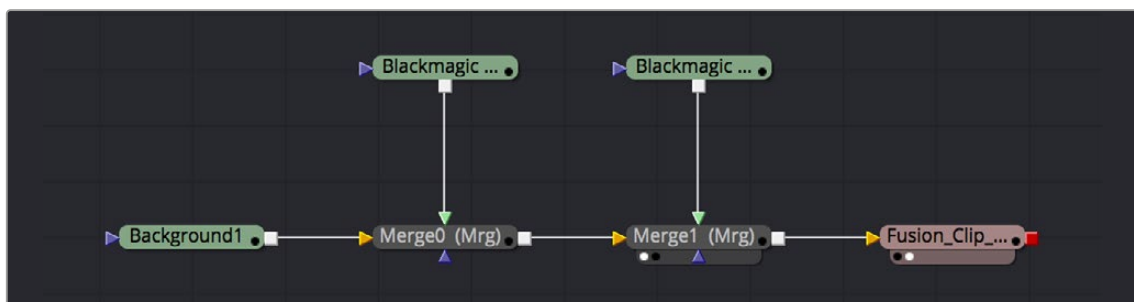 Blackmagic ... Blackmagic ...
Background1 Merge0 (Mrg) Merge1 (Mrg) Fusion_Clip_...